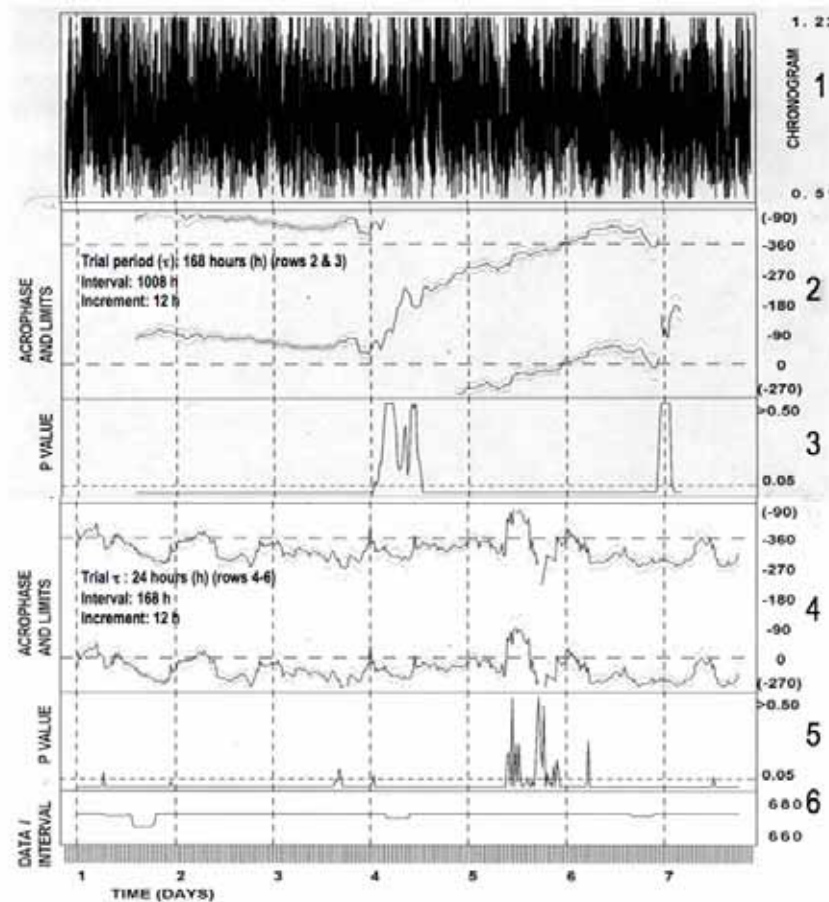 1.22
CHRONOGRAM
1
0.5
(-90)
-360
-270
-180
-90
0
(-270)
ACROPHASE
AND LIMITS
Trial period (τ): 168 hours (h) (rows 2 & 3)
Interval: 1008 h
Increment: 12 h
2
P VALUE
>0.50
0.05
3
(-90)
-360
-270
-180
-90
0
(-270)
ACROPHASE
AND LIMITS
Trial τ : 24 hours (h) (rows 4-6)
Interval: 168 h
Increment: 12 h
4
P VALUE
>0.50
0.05
5
DATA /
INTERVAL
680
660
6
1 2 3 4 5 6 7
TIME (DAYS)